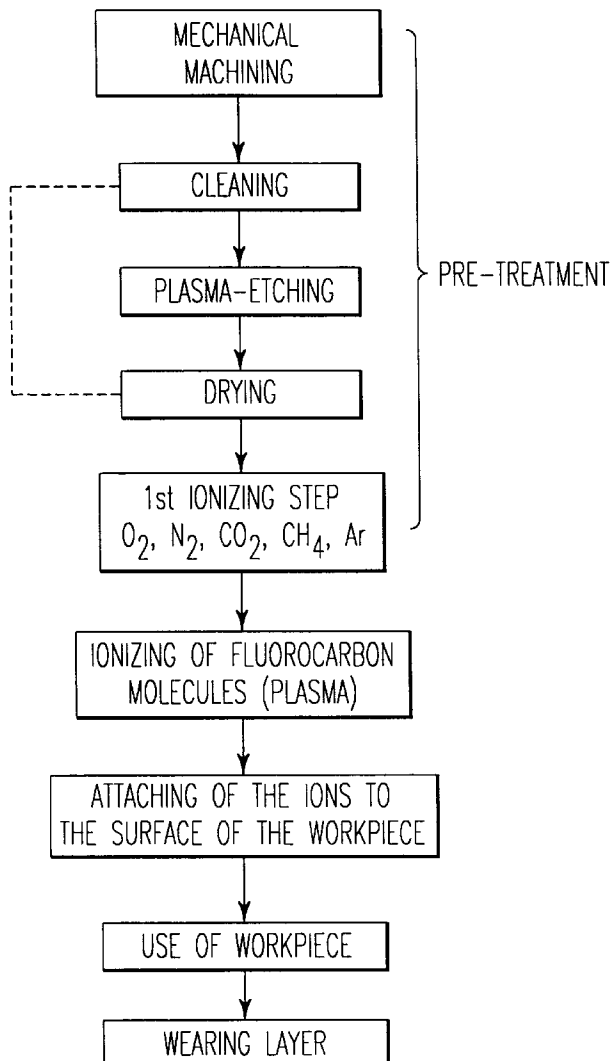 MECHANICAL
MACHINING
CLEANING
PLASMA-ETCHING
PRE-TREATMENT
DRYING
1st IONIZING STEP
O2, N2, CO2, CH4, Ar
IONIZING OF FLUOROCARBON
MOLECULES (PLASMA)
ATTACHING OF THE IONS TO
THE SURFACE OF THE WORKPIECE
USE OF WORKPIECE
WEARING LAYER